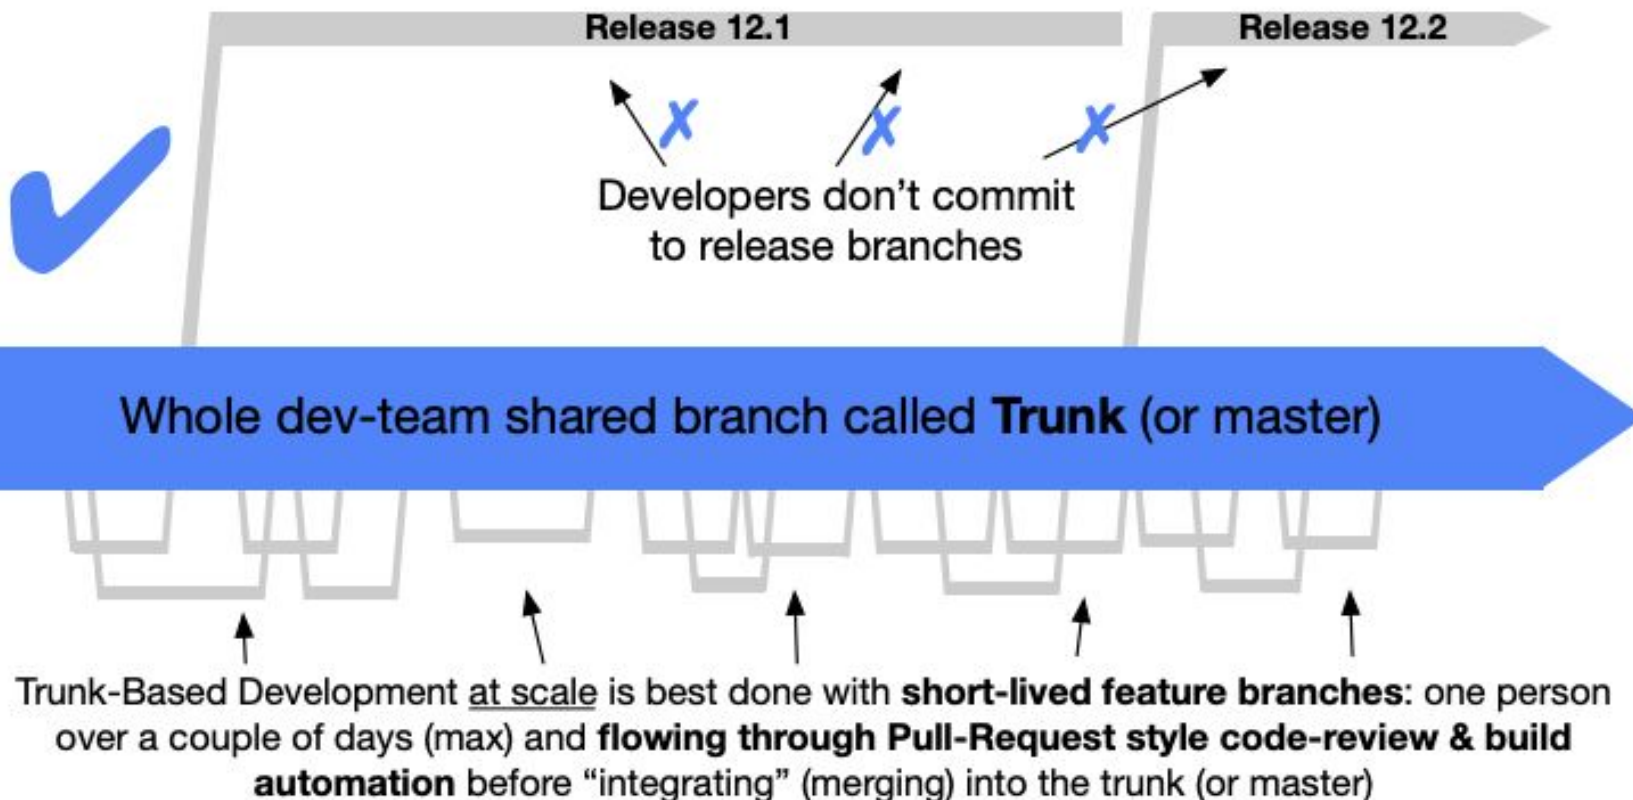 Release 12.1
Release 12.2
Developers don’t commit
to release branches
Whole dev-team shared branch called Trunk (or master)
Trunk-Based Development at scale is best done with short-lived feature branches: one person
over a couple of days (max) and flowing through Pull-Request style code-review & build
automation before “integrating” (merging) into the trunk (or master)